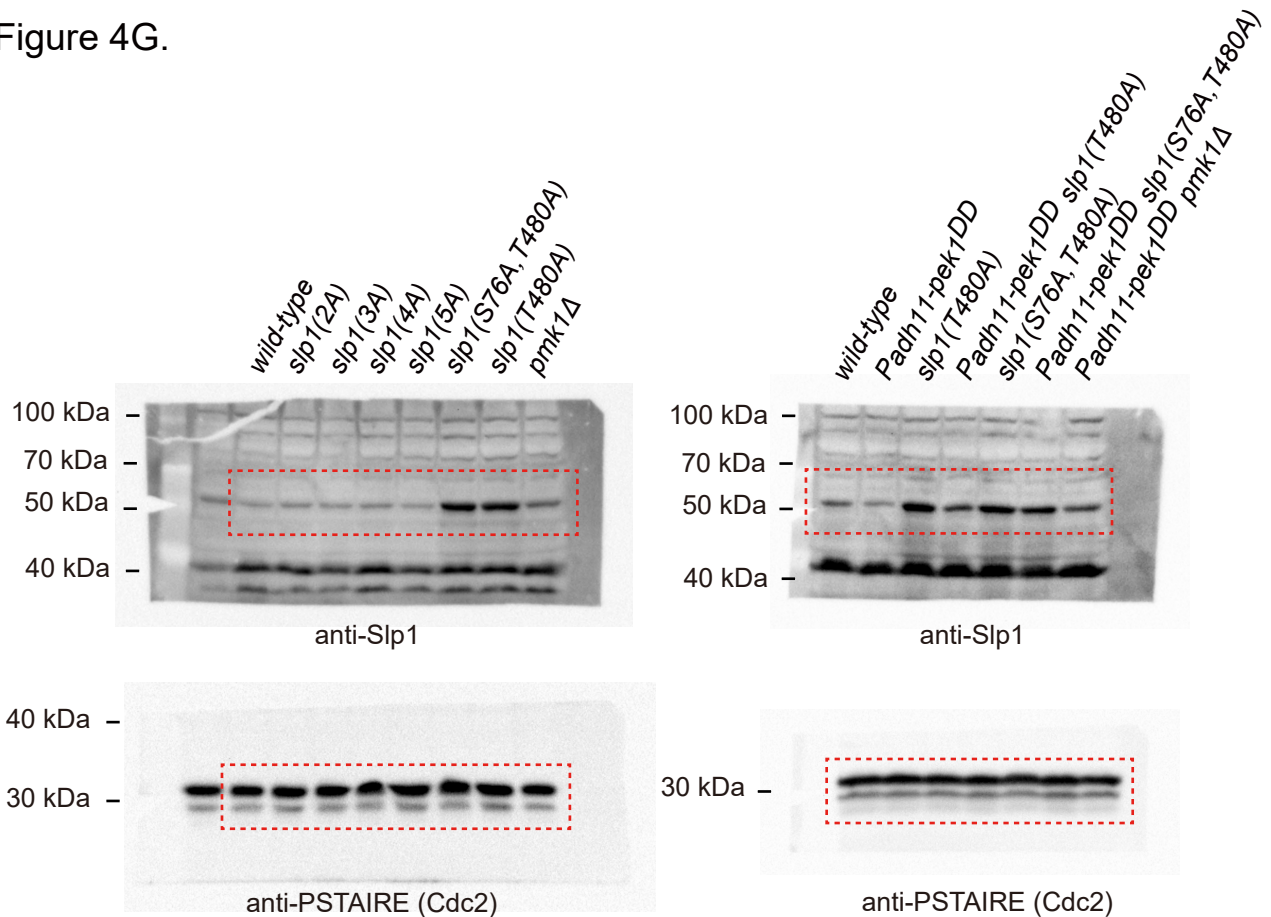 Figure 4G.
wild-type
slp1(2A)
slp1(3A)
slp1(4A)
slp1(5A)
slp1(S76A,T480A)
slp1(T480A)
pmk1Δ
100 kDa
70 kDa
50 kDa
40 kDa
anti-Slp1
wild-type
Padh11-pek1DD
slp1(T480A)
Padh11-pek1DD slp1(T480A)
slp1(S76A,T480A)
Padh11-pek1DD slp1(S76A,T480A)
Padh11-pek1DD pmk1Δ
100 kDa
70 kDa
50 kDa
40 kDa
anti-Slp1
40 kDa
30 kDa
anti-PSTAIRE (Cdc2)
30 kDa
anti-PSTAIRE (Cdc2)